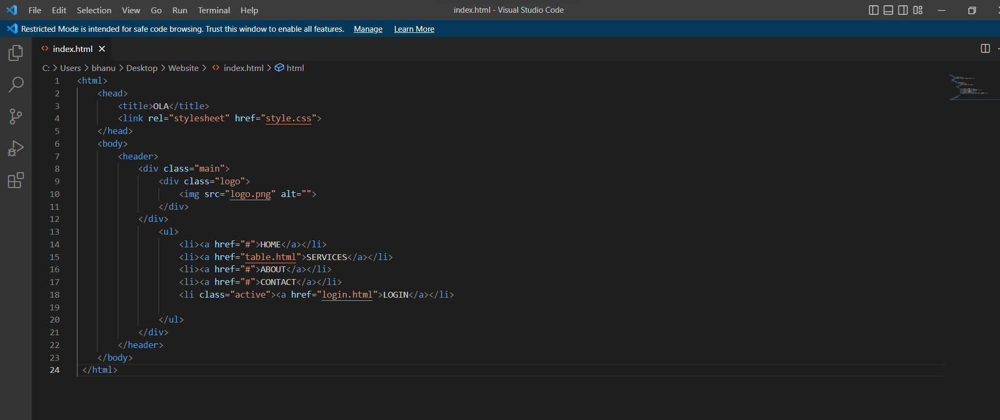 File Edit Selection View Go Run Terminal Help index.html - Visual Studio Code
Restricted Mode is intended for safe code browsing. Trust this window to enable all features. Manage Learn More
index.html
C: > Users > bhanu > Desktop > Website > <> index.html > html
1 <html>
2 <head>
3 <title>OLA</title>
4 <link rel="stylesheet" href="style.css">
5 </head>
6 <body>
7 <header>
8 <div class="main">
9 <div class="logo">
10 <img src="logo.png" alt="">
11 </div>
12 </div>
13 <ul>
14 <li><a href="#">HOME</a></li>
15 <li><a href="table.html">SERVICES</a></li>
16 <li><a href="#">ABOUT</a></li>
17 <li><a href="#">CONTACT</a></li>
18 <li class="active"><a href="login.html">LOGIN</a></li>
19
20 </ul>
21 </div>
22 </header>
23 </body>
24 </html>